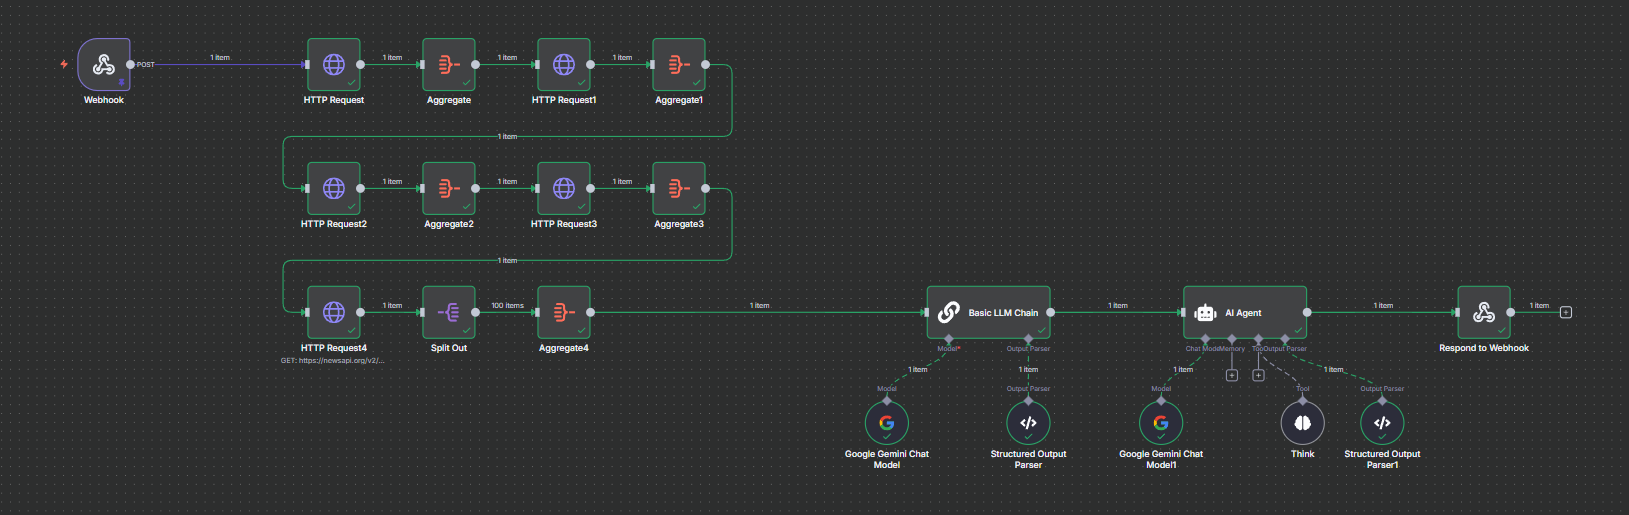 POST
1 item
1 item
1 item
1 item
Webhook
HTTP Request
Aggregate
HTTP Request1
Aggregate1
1 item
1 item
1 item
1 item
HTTP Request2
Aggregate2
HTTP Request3
Aggregate3
1 item
1 item
100 items
1 item
1 item
1 item
1 item
Basic LLM Chain
AI Agent
HTTP Request4
Split Out
Aggregate4
Respond to Webhook
GET: https://newsapi.org/v2/...
Model*
Output Parser
Chat Model
Memory
Tool
Output Parser
1 item
1 item
1 item
1 item
Model
Output Parser
Model
Tool
Output Parser
Google Gemini Chat
Model
Structured Output
Parser
Google Gemini Chat
Model1
Think
Structured Output
Parser1